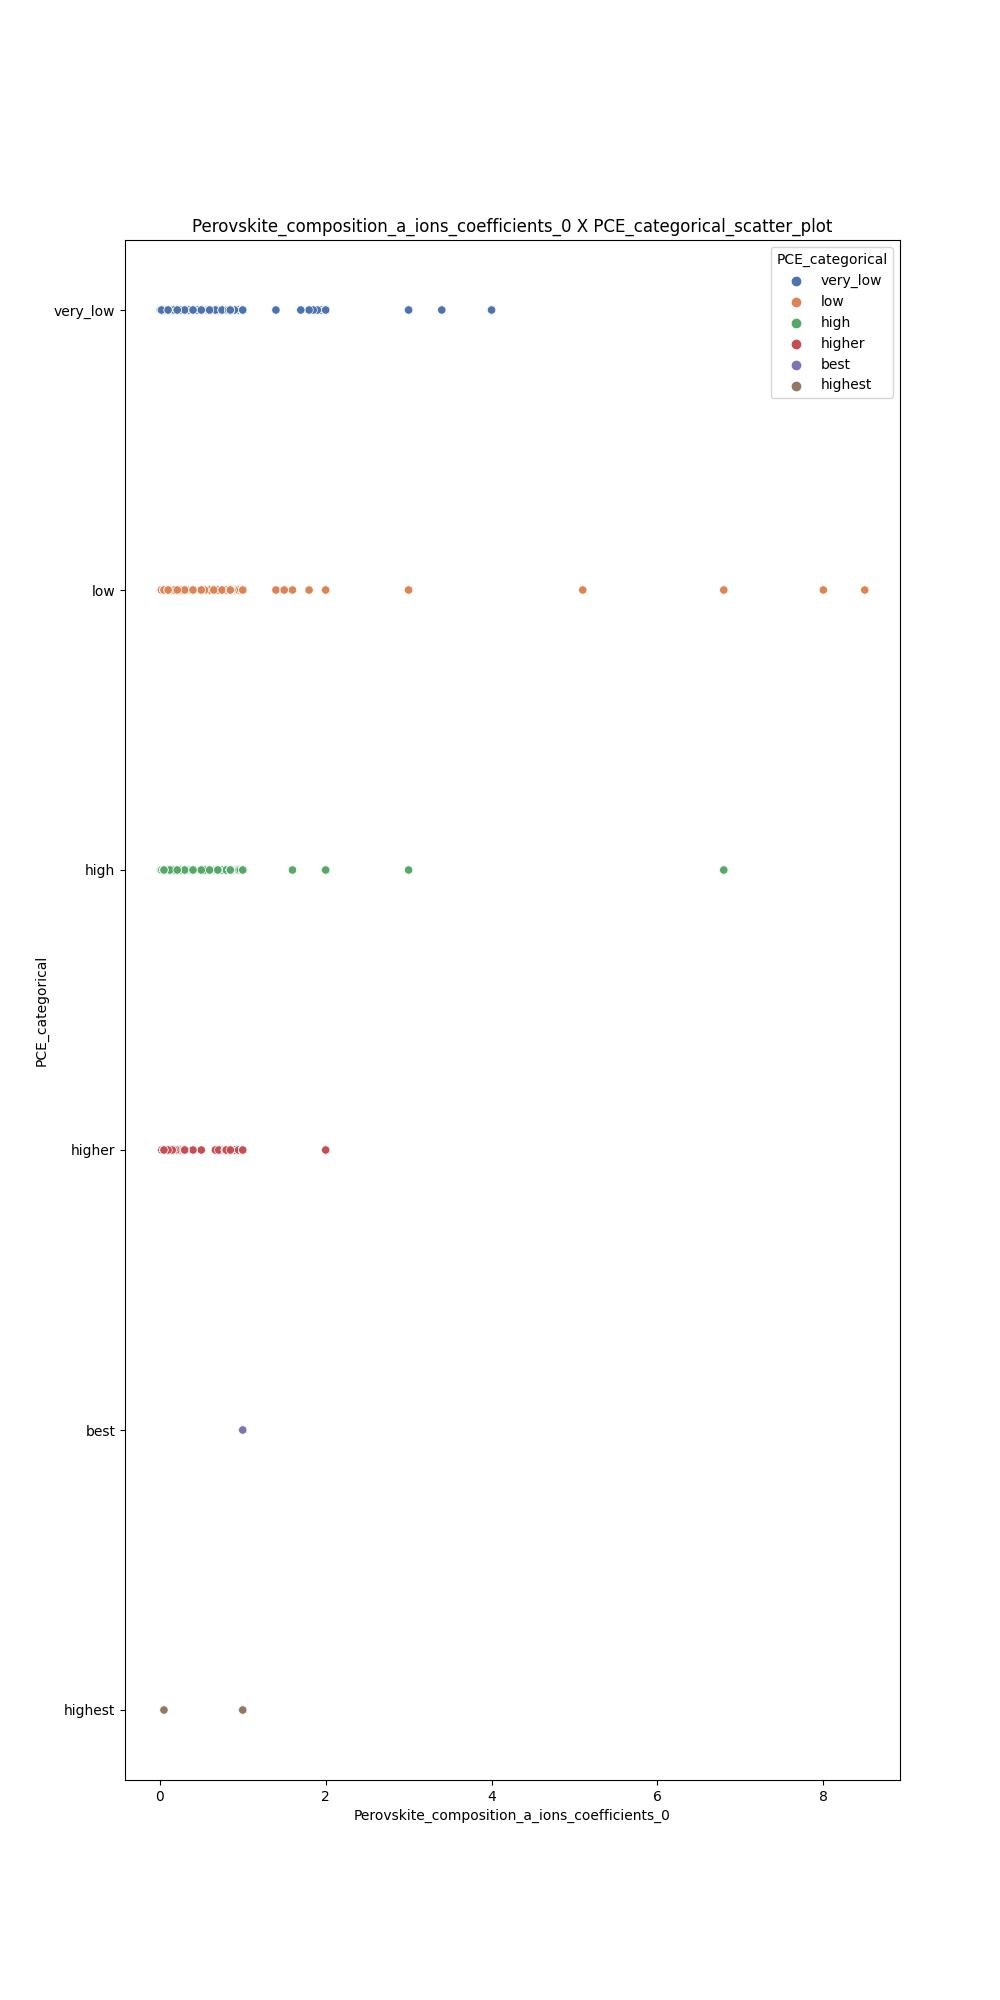 Perovskite_composition_a_ions_coefficients_0 X PCE_categorical_scatter_plot
PCE_categorical
very_low
low
high
higher
best
highest
very_low
low
high
higher
best
highest
PCE_categorical
0 2 4 6 8
Perovskite_composition_a_ions_coefficients_0